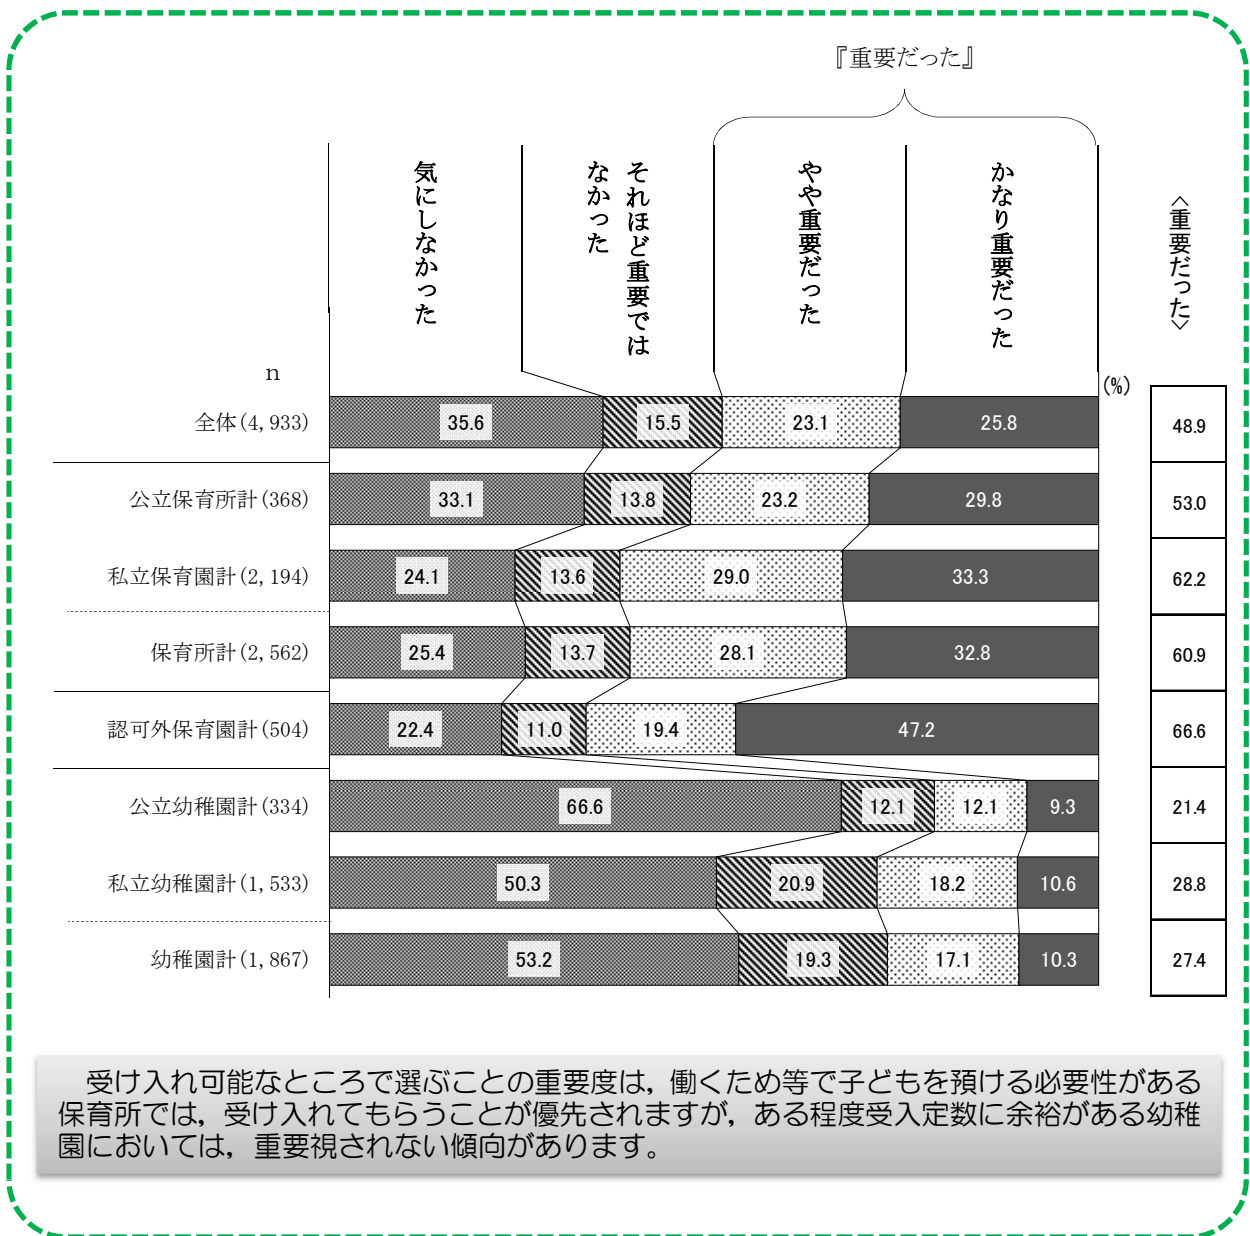 『重要だった』
気にしなかった
それほど重要では
なかった
やや重要だった
かなり重要だった
〈重要だった〉
n
(%)
全体(4,933) 35.6 15.5 23.1 25.8 48.9
公立保育所計(368) 33.1 13.8 23.2 29.8 53.0
私立保育園計(2,194) 24.1 13.6 29.0 33.3 62.2
保育所計(2,562) 25.4 13.7 28.1 32.8 60.9
認可外保育園計(504) 22.4 11.0 19.4 47.2 66.6
公立幼稚園計(334) 66.6 12.1 12.1 9.3 21.4
私立幼稚園計(1,533) 50.3 20.9 18.2 10.6 28.8
幼稚園計(1,867) 53.2 19.3 17.1 10.3 27.4
受け入れ可能なところで選ぶことの重要度は，働くため等で子どもを預ける必要性がある
保育所では，受け入れてもらうことが優先されますが，ある程度受入定数に余裕がある幼稚
園においては，重要視されない傾向があります。